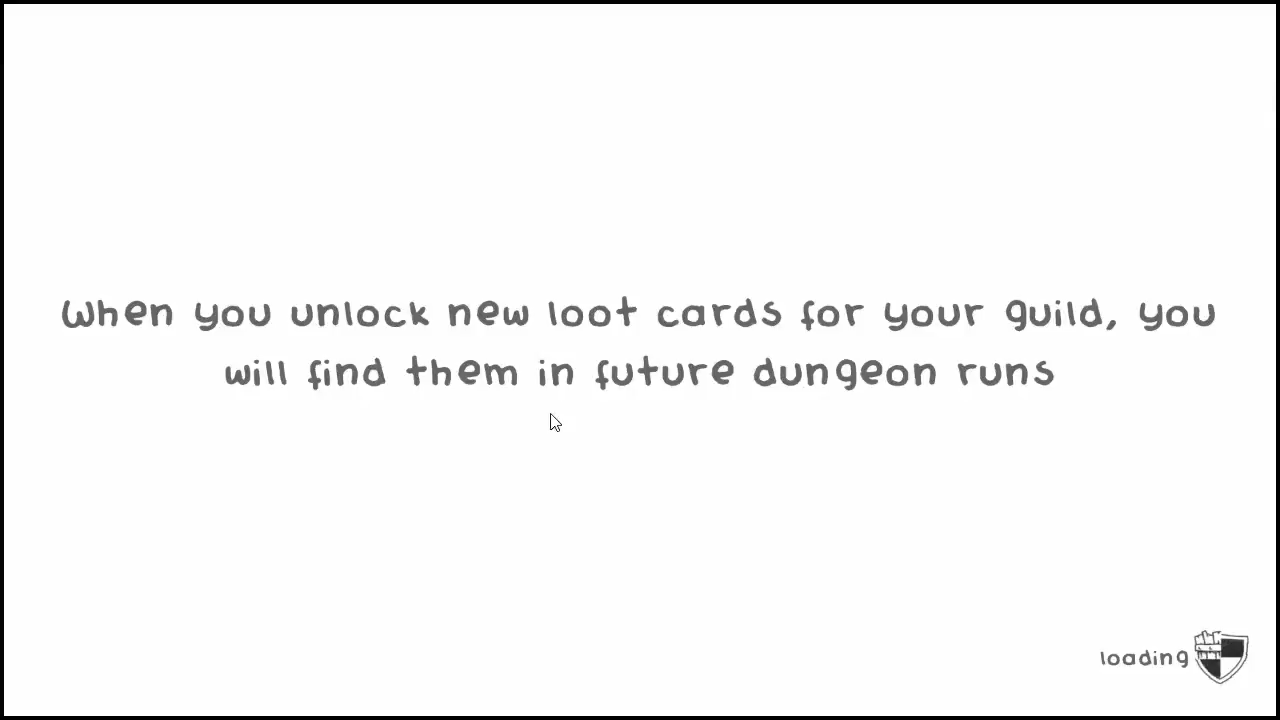 When you unlock new loot cards for your guild, you
will find them in future dungeon runs
loading